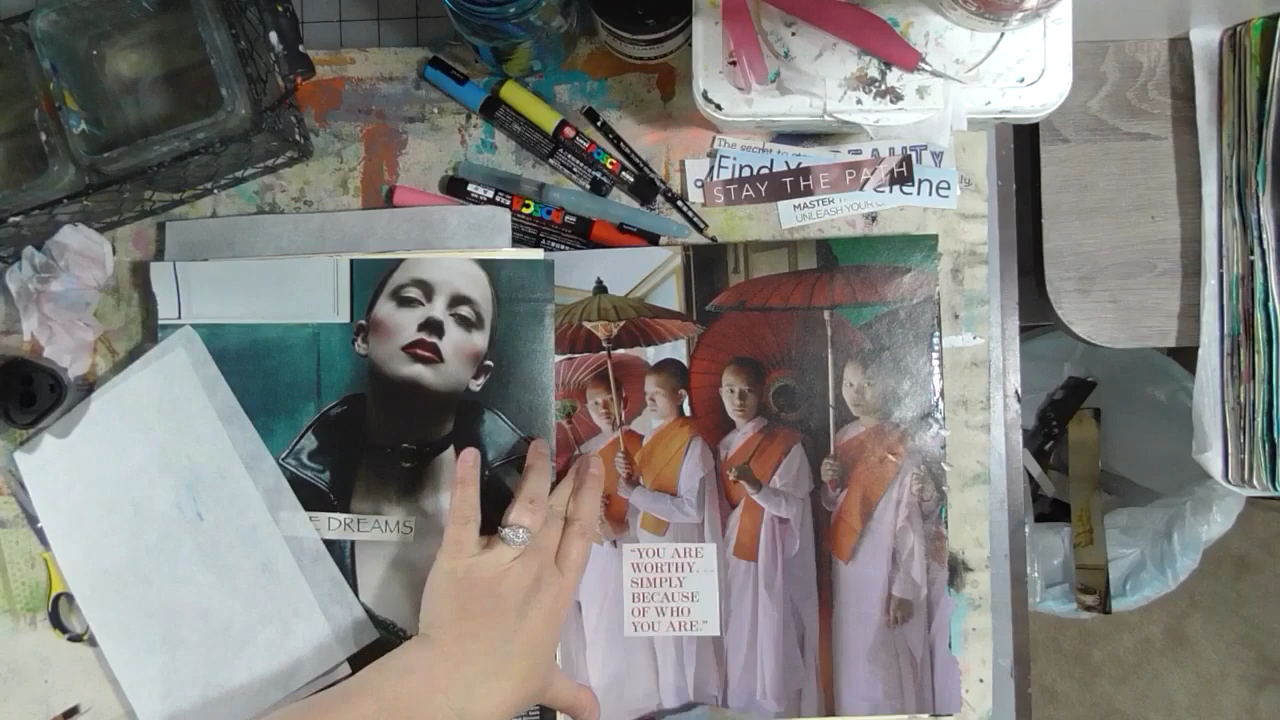 The secret to
BEAUTY
Find
STAY THE PATH
MASTER
UNLEASH YOUR
POSCA
POSCA
E DREAMS
"YOU ARE
WORTHY...
SIMPLY
BECAUSE
OF WHO
YOU ARE."